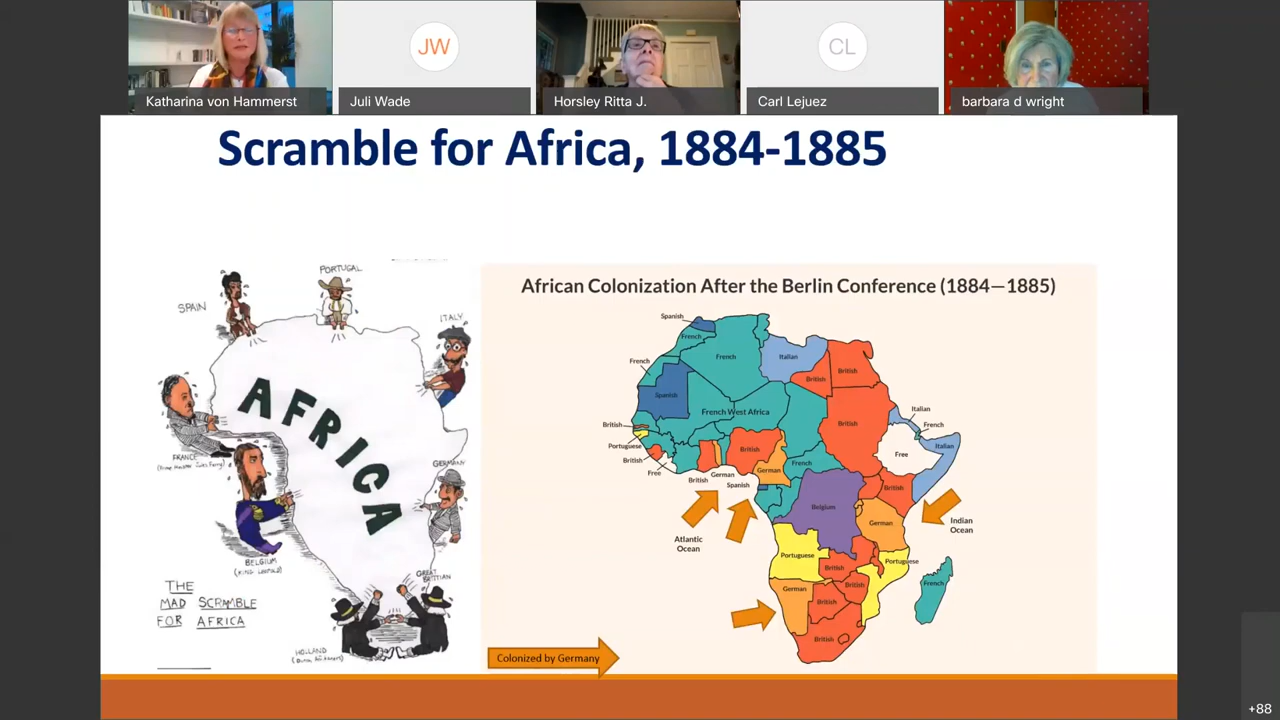 JW
CL
Katharina von Hammerst
Juli Wade
Horsley Ritta J.
Carl Lejuez
barbara d wright
Scramble for Africa, 1884-1885
PORTUGAL
SPAIN
ITALY
AFRICA
FRANCE
GERMANY
BELGIUM
(KING LEOPOLD)
GREAT
BRITTIAN
THE
MAD SCRAMBLE
FOR AFRICA
HOLLAND
African Colonization After the Berlin Conference (1884—1885)
Spanish
French
French
Italian
British
British
French
Spanish
French West Africa
Italian
British
French
British
Portuguese
British
Italian
British
Free
Free
German
French
German
British
Spanish
British
Belgium
German
Indian
Ocean
Atlantic
Ocean
Portuguese
Portuguese
British
French
British
German
British
British
Colonized by Germany
+88